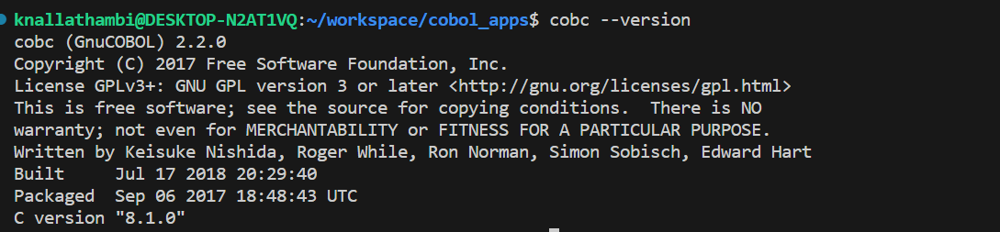 knallathambi@DESKTOP-N2AT1VQ:~/workspace/cobol_apps$ cobc --version
cobc (GnuCOBOL) 2.2.0
Copyright (C) 2017 Free Software Foundation, Inc.
License GPLv3+: GNU GPL version 3 or later <http://gnu.org/licenses/gpl.html>
This is free software; see the source for copying conditions.  There is NO
warranty; not even for MERCHANTABILITY or FITNESS FOR A PARTICULAR PURPOSE.
Written by Keisuke Nishida, Roger While, Ron Norman, Simon Sobisch, Edward Hart
Built     Jul 17 2018 20:29:40
Packaged  Sep 06 2017 18:48:43 UTC
C version "8.1.0"